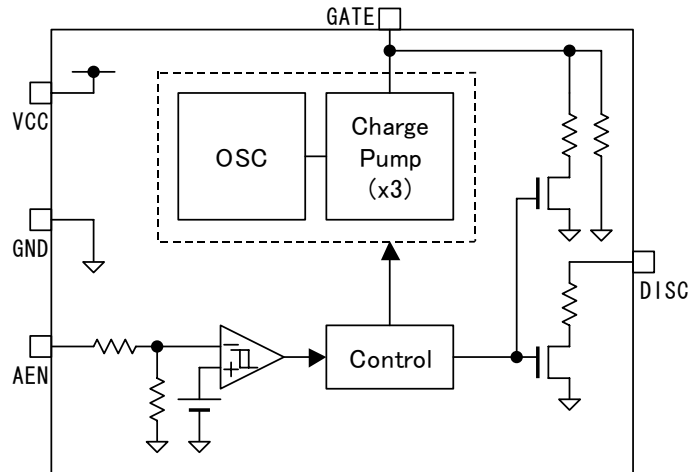 GATE
VCC
OSC
Charge
Pump
(x3)
GND
DISC
AEN
−
+
Control